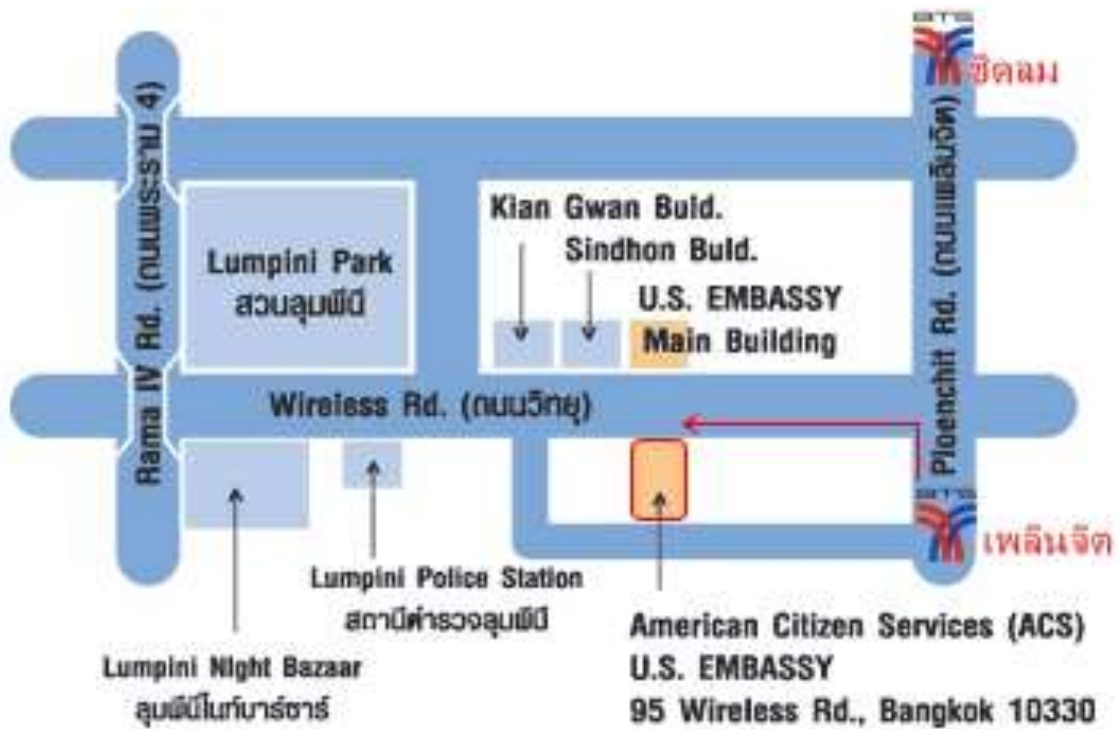 BTS
ชิดลม
Rama IV Rd. (ถนนพระราม 4)
Ploenchit Rd. (ถนนเพลินจิต)
Kian Gwan Buld.
Sindhon Buld.
Lumpini Park
สวนลุมพินี
U.S. EMBASSY
Main Building
Wireless Rd. (ถนนวิทยุ)
BTS
เพลินจิต
Lumpini Police Station
สถานีตำรวจลุมพินี
Lumpini Night Bazaar
ลุมพินีไนท์บาร์ซาร์
American Citizen Services (ACS)
U.S. EMBASSY
95 Wireless Rd., Bangkok 10330